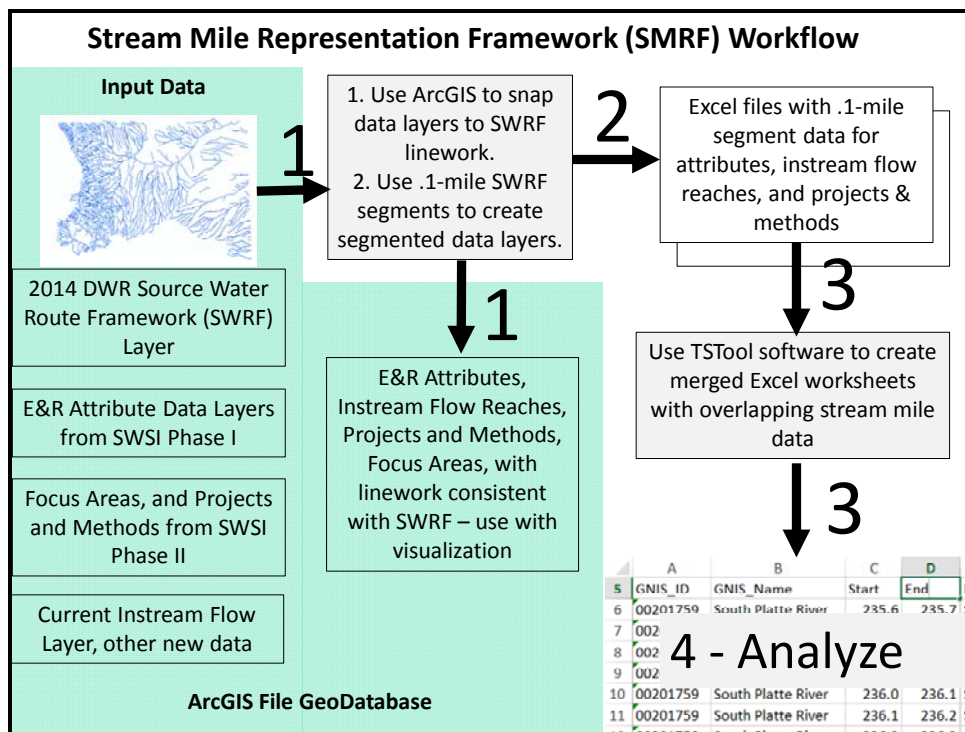 Stream Mile Representation Framework (SMRF) Workflow
Input Data
2014 DWR Source Water
Route Framework (SWRF)
Layer
E&R Attribute Data Layers
from SWSI Phase I
Focus Areas, and Projects
and Methods from SWSI
Phase II
Current Instream Flow
Layer, other new data
ArcGIS File GeoDatabase
1
1. Use ArcGIS to snap
data layers to SWRF
linework.
2. Use .1-mile SWRF
segments to create
segmented data layers.
1
E&R Attributes,
Instream Flow Reaches,
Projects and Methods,
Focus Areas, with
linework consistent
with SWRF – use with
visualization
2
Excel files with .1-mile
segment data for
attributes, instream flow
reaches, and projects &
methods
3
Use TSTool software to create
merged Excel worksheets
with overlapping stream mile
data
3
A B C D
5 GNIS_ID GNIS_Name Start End
6 00201759 South Platte River 235.6 235.7
7 002
8 002
9 002
4 - Analyze
10 00201759 South Platte River 236.0 236.1
11 00201759 South Platte River 236.1 236.2